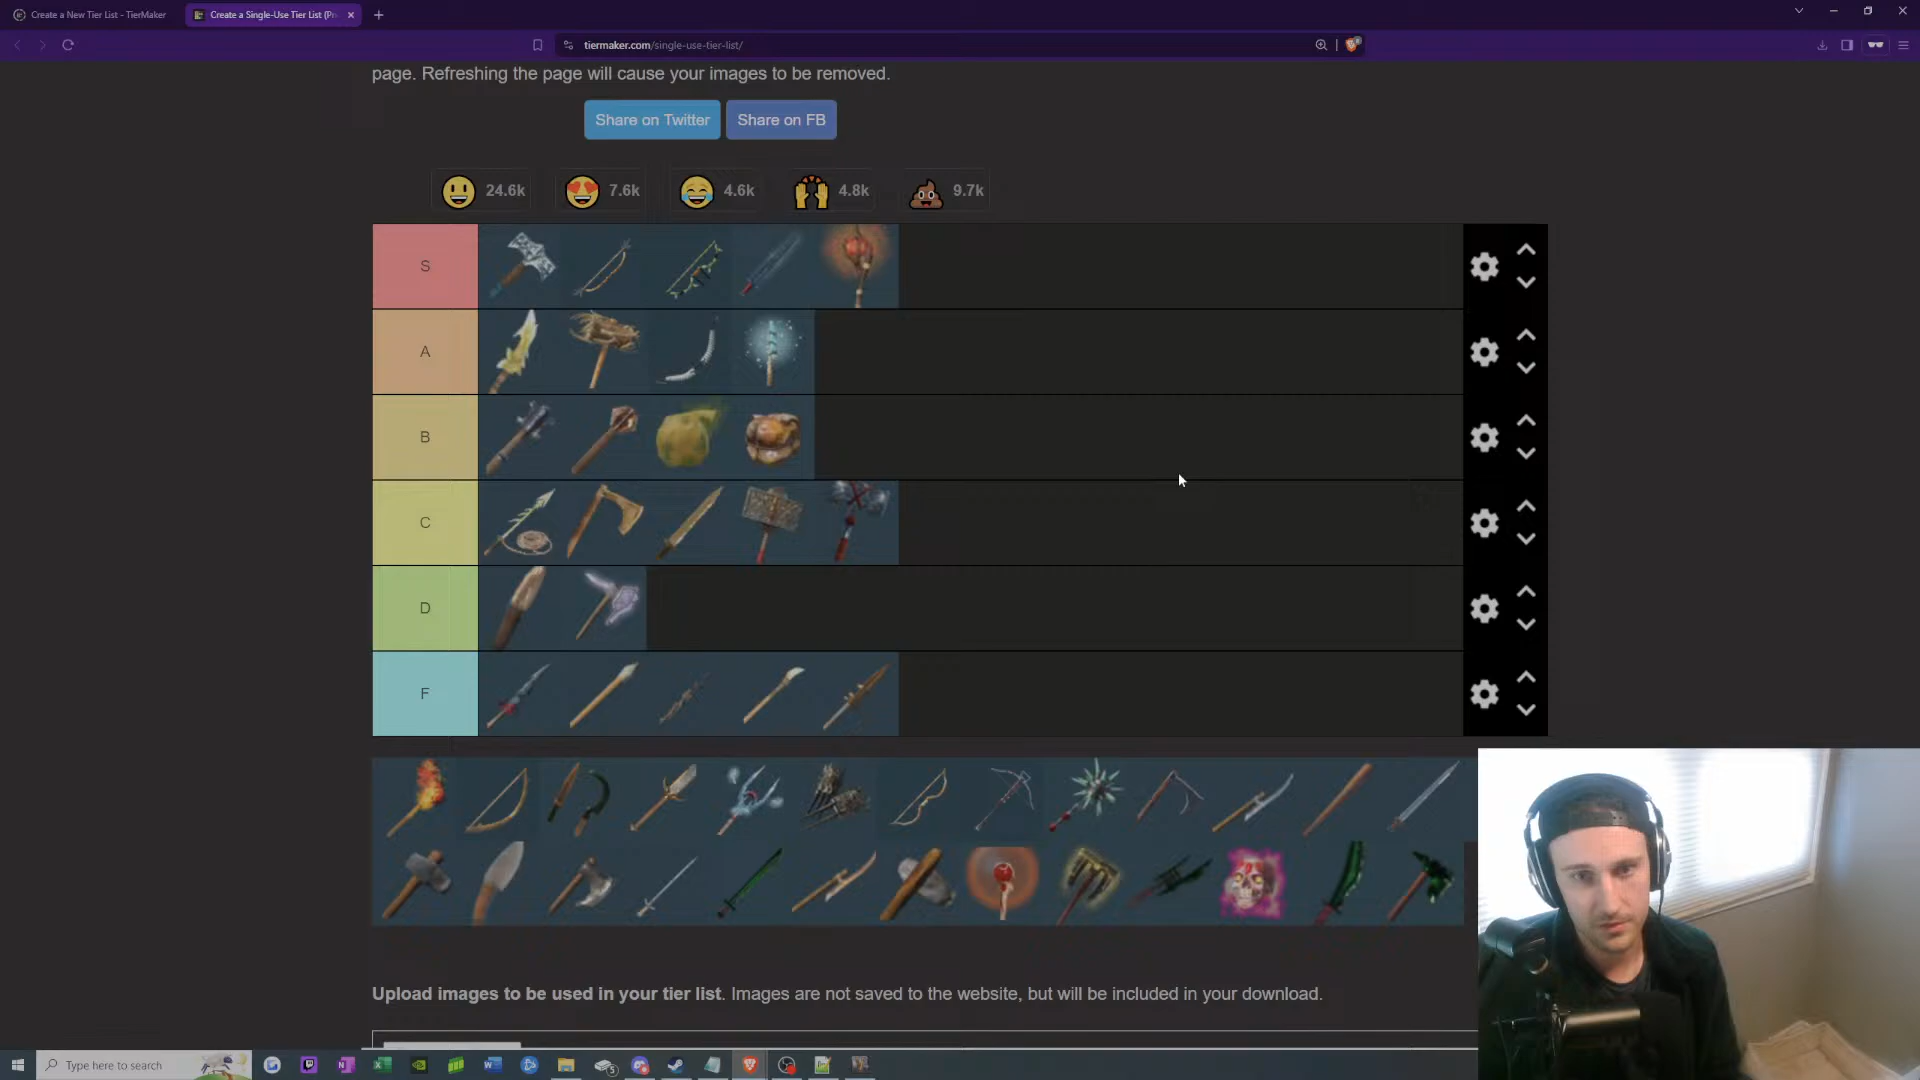 Create a New Tier List - TierMaker
Create a Single-Use Tier List (Pri
tiermaker.com/single-use-tier-list/
page. Refreshing the page will cause your images to be removed.
Share on Twitter
Share on FB
24.6k
7.6k
4.6k
4.8k
9.7k
S
A
B
C
D
F
Upload images to be used in your tier list. Images are not saved to the website, but will be included in your download.
Type here to search